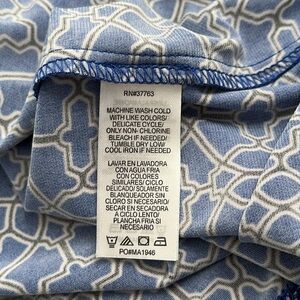 RN#37763
MACHINE WASH COLD
WITH LIKE COLORS/
DELICATE CYCLE/
ONLY NON- CHLORINE
BLEACH IF NEEDED/
TUMBLE DRY LOW/
COOL IRON IF NEEDED
LAVAR EN LAVADORA
CON AGUA FRIA
CON COLORES
SIMILARES/ CICLO
DELICADO/ SOLAMENTE
BLANQUEADOR SIN
CLORO SI NECESARIO/
SECAR EN SECADORA
A CICLO LENTO/
PLANCHA FRIA SI
NECESARIO
PO#MA1946